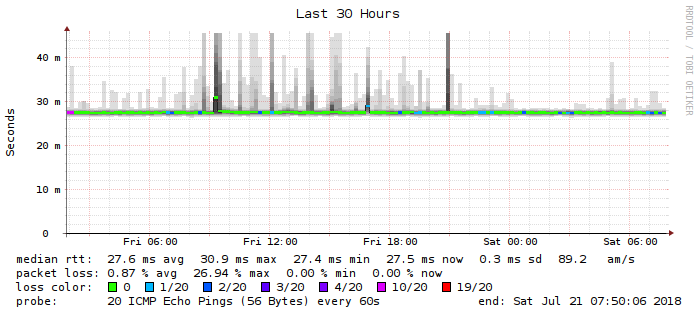 Last 30 Hours
RRDTOOL / TOBI OETIKER
Seconds
40 m
30 m
20 m
10 m
0
Fri 06:00 Fri 12:00 Fri 18:00 Sat 00:00 Sat 06:00
median rtt: 27.6 ms avg 30.9 ms max 27.4 ms min 27.5 ms now 0.3 ms sd 89.2 am/s
packet loss: 0.87 % avg 26.94 % max 0.00 % min 0.00 % now
loss color: 0 1/20 2/20 3/20 4/20 10/20 19/20
probe: 20 ICMP Echo Pings (56 Bytes) every 60s end: Sat Jul 21 07:50:06 2018